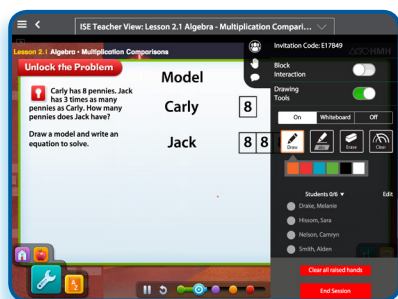 ISE Teacher View: Lesson 2.1 Algebra - Multiplication Compari...
Lesson 2.1 Algebra • Multiplication Comparisons
HMH
Unlock the Problem
Carly has 8 pennies. Jack
has 3 times as many
pennies as Carly. How many
pennies does Jack have?
Draw a model and write an
equation to solve.
Model
Carly
8
Jack
8 8
Invitation Code: E17B49
Block
Interaction
Drawing
Tools
On Whiteboard Off
Draw
Erase
Clear
Students 0/6 ▼ Edit
Drake, Melanie
Hissom, Sara
Nelson, Camryn
Smith, Alden
Clear all raised hands
End Session